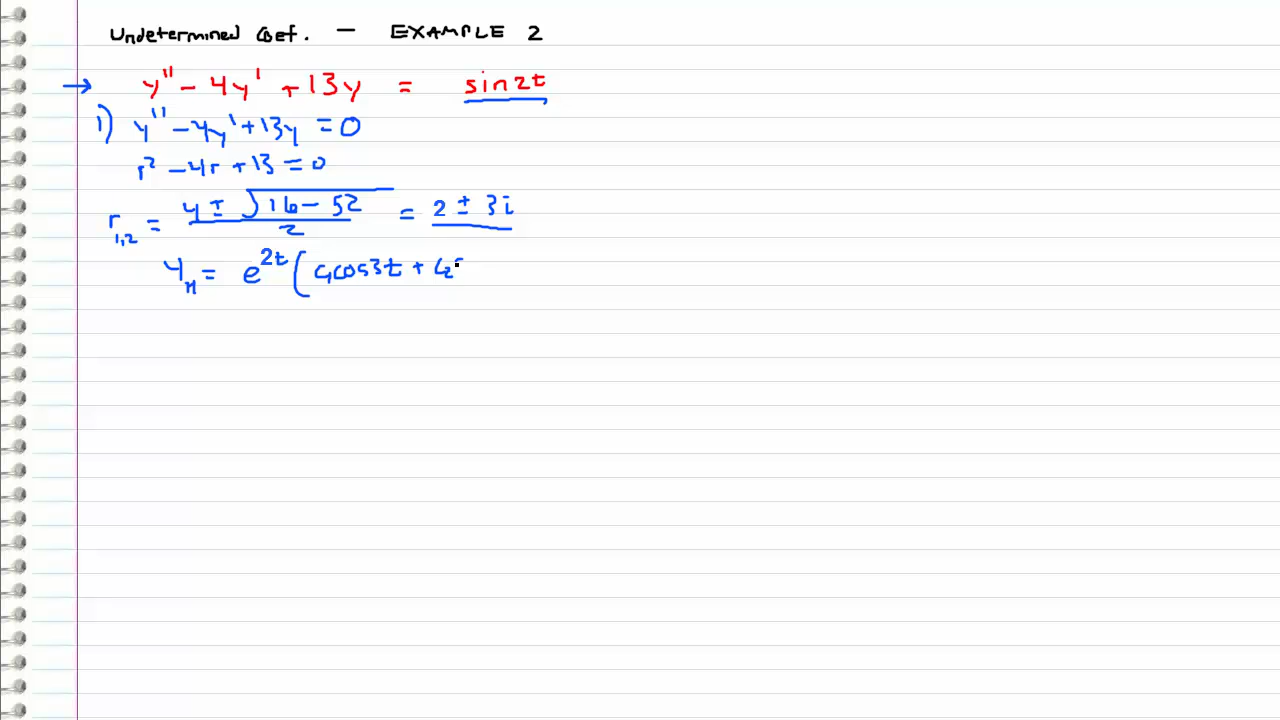 Undetermined Coef. — EXAMPLE 2
→ y'' - 4y' + 13y = sin2t
1) y'' - 4y' + 13y = 0
r² - 4r + 13 = 0
r₁,₂ = (4 ± √(16 - 52))/2 = 2 ± 3i
y_H = e^{2t} ( c₁cos3t + c₂